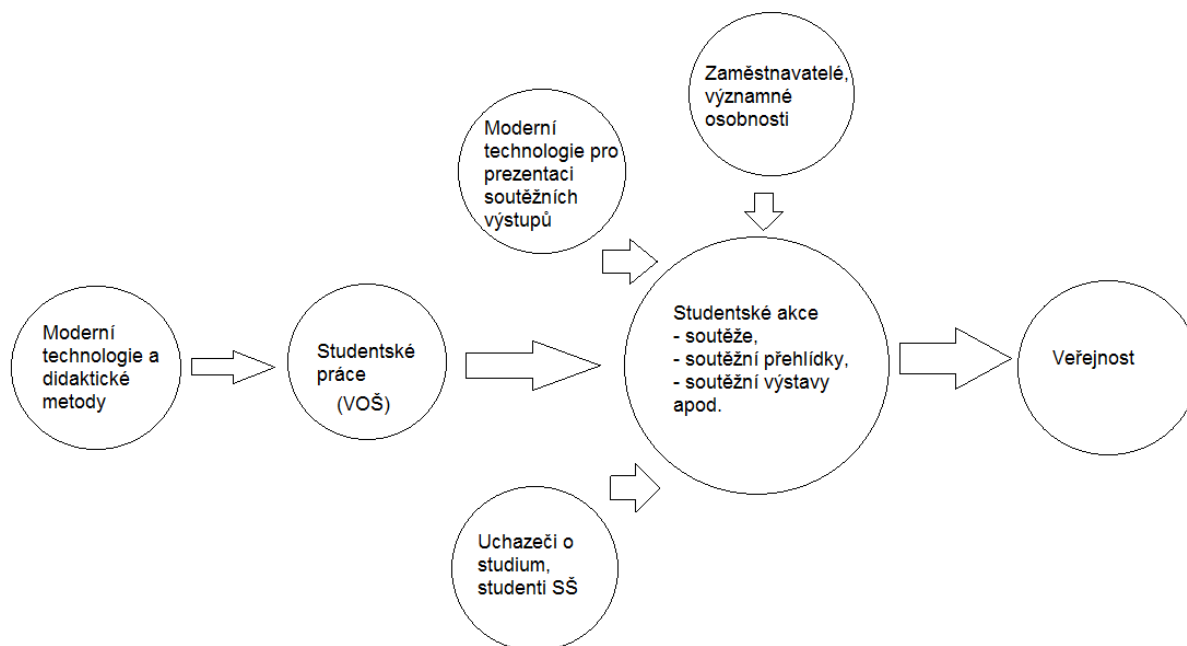 Zaměstnavatelé,
významné
osobnosti
Moderní
technologie pro
prezentaci
soutěžních
výstupů
Moderní
technologie a
didaktické
metody
Studentské
práce
(VOŠ)
Studentské akce
- soutěže,
- soutěžní přehlídky,
- soutěžní výstavy
apod.
Veřejnost
Uchazeči o
studium,
studenti SŠ